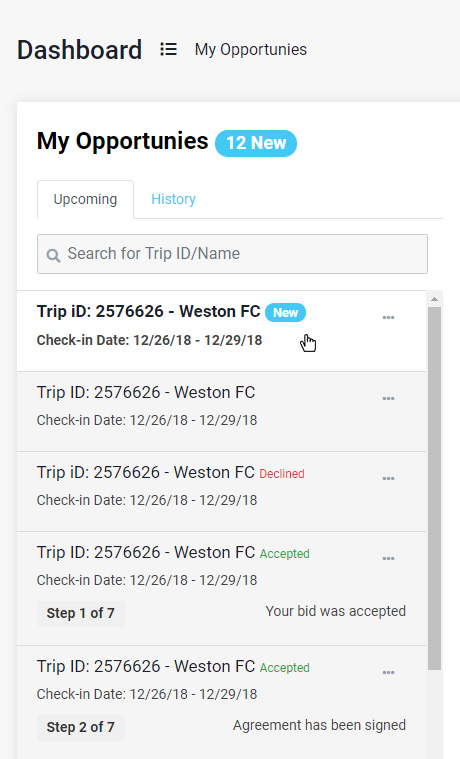 Dashboard My Opportunies
My Opportunies 12 New
Upcoming History
Search for Trip ID/Name
Trip iD: 2576626 - Weston FC New
Check-in Date: 12/26/18 - 12/29/18
Trip ID: 2576626 - Weston FC
Check-in Date: 12/26/18 - 12/29/18
Trip iD: 2576626 - Weston FC Declined
Check-in Date: 12/26/18 - 12/29/18
Trip ID: 2576626 - Weston FC Accepted
Check-in Date: 12/26/18 - 12/29/18
Step 1 of 7 Your bid was accepted
Trip ID: 2576626 - Weston FC Accepted
Check-in Date: 12/26/18 - 12/29/18
Step 2 of 7 Agreement has been signed